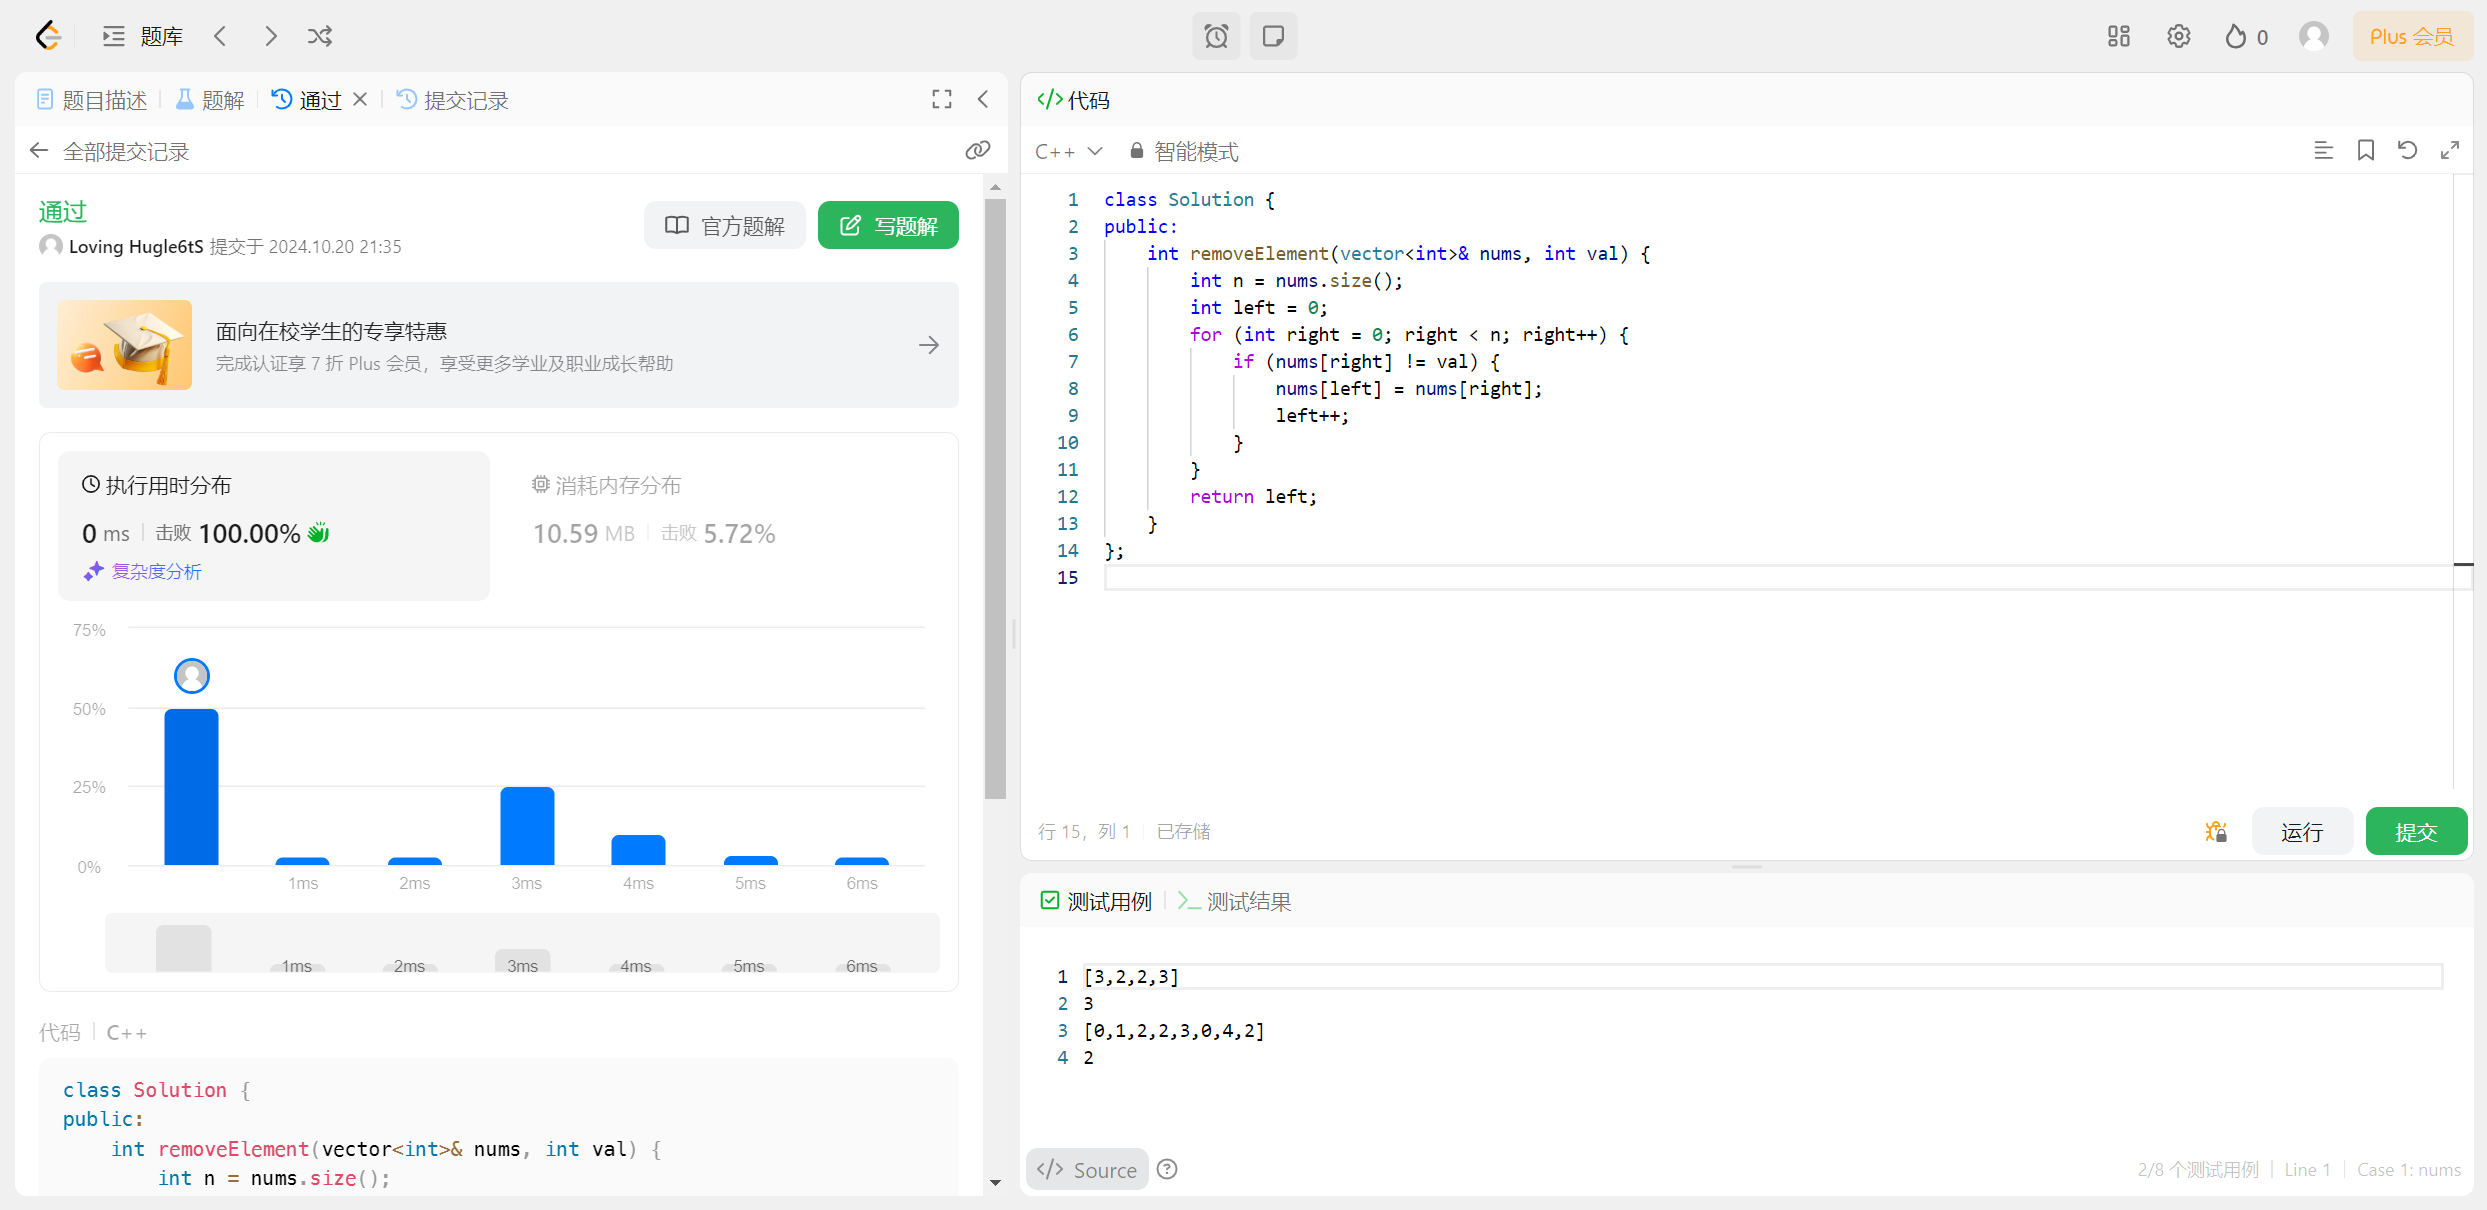 题库
0
Plus 会员
题目描述
题解
通过
提交记录
全部提交记录
通过
Loving Hugle6tS 提交于 2024.10.20 21:35
官方题解
写题解
面向在校学生的专享特惠
完成认证享 7 折 Plus 会员，享受更多学业及职业成长帮助
执行用时分布
0 ms 击败 100.00%
复杂度分析
消耗内存分布
10.59 MB 击败 5.72%
75%
50%
25%
0%
1ms 2ms 3ms 4ms 5ms 6ms
1ms 2ms 3ms 4ms 5ms 6ms
代码 C++
class Solution {
public:
    int removeElement(vector<int>& nums, int val) {
        int n = nums.size();
</> 代码
C++ 智能模式
1 class Solution {
2 public:
3     int removeElement(vector<int>& nums, int val) {
4         int n = nums.size();
5         int left = 0;
6         for (int right = 0; right < n; right++) {
7             if (nums[right] != val) {
8                 nums[left] = nums[right];
9                 left++;
10             }
11         }
12         return left;
13     }
14 };
15
行 15, 列 1 已存储
运行
提交
测试用例
测试结果
1 [3,2,2,3]
2 3
3 [0,1,2,2,3,0,4,2]
4 2
</> Source
2/8 个测试用例 Line 1 Case 1: nums